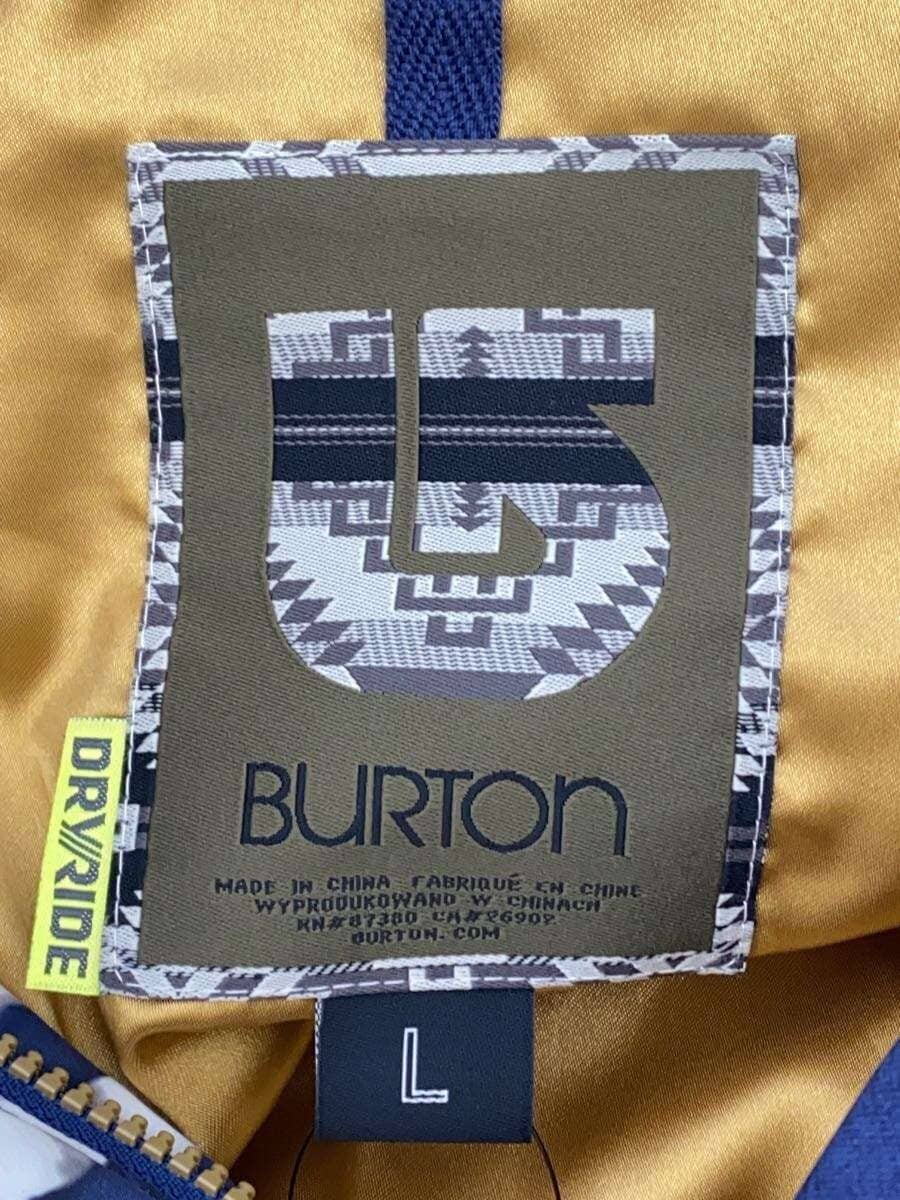 BURTON
MADE IN CHINA FABRIQUÉ EN CHINE
WYPRODUKOWANO W CHINACH
RN#87380 CA#26902
BURTON.COM
DRY//RIDE
L